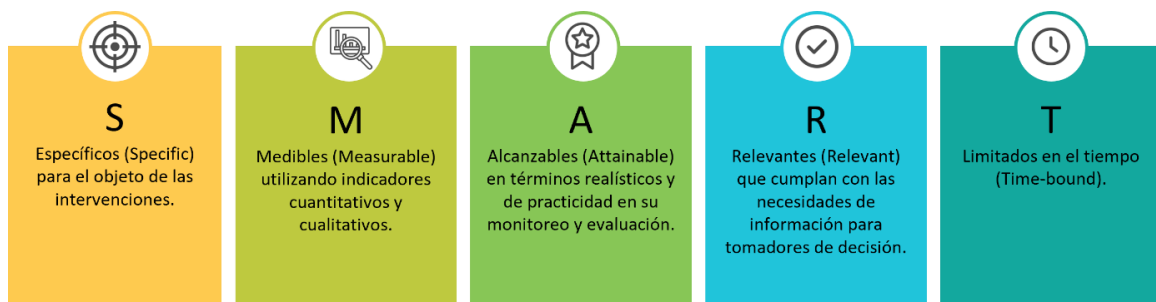 S
Específicos (Specific)
para el objeto de las
intervenciones.
M
Medibles (Measurable)
utilizando indicadores
cuantitativos y
cualitativos.
A
Alcanzables (Attainable)
en términos realísticos y
de practicidad en su
monitoreo y evaluación.
R
Relevantes (Relevant)
que cumplan con las
necesidades de
información para
tomadores de decisión.
T
Limitados en el tiempo
(Time-bound).